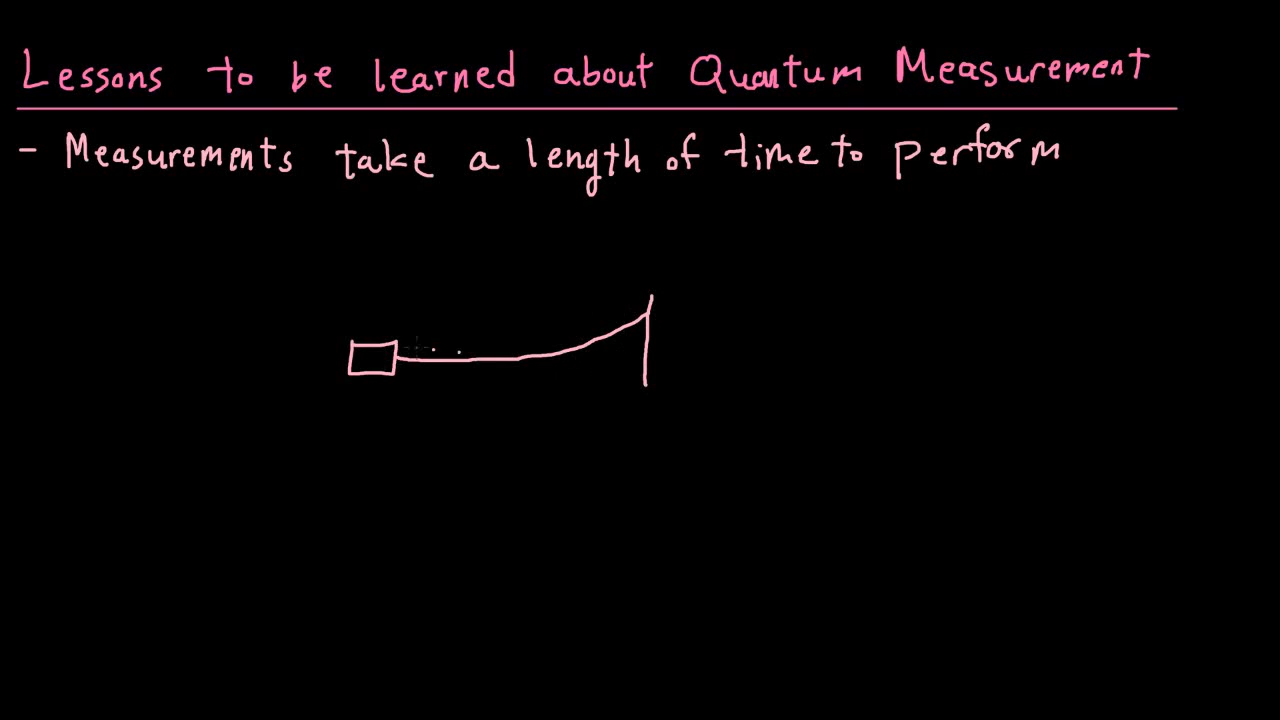 Lessons to be learned about Quantum Measurement
- Measurements take a length of time to perform